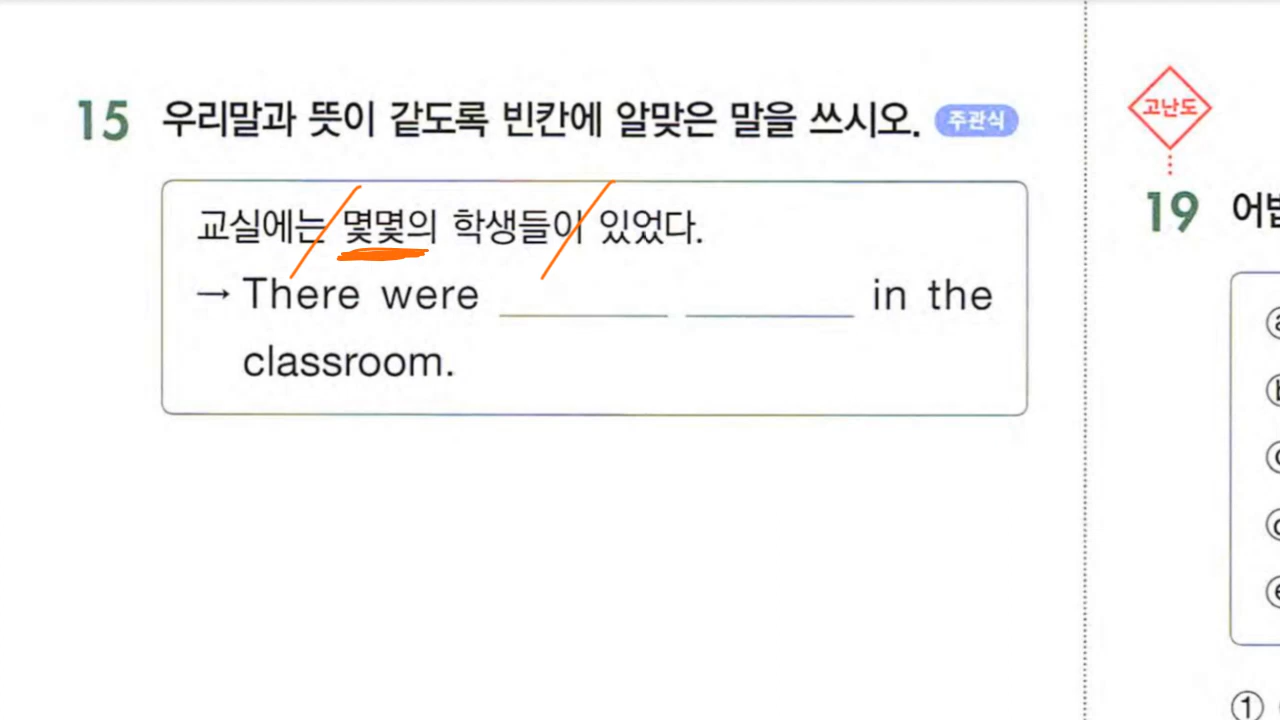 15 우리말과 뜻이 같도록 빈칸에 알맞은 말을 쓰시오. 주관식
교실에는 몇몇의 학생들이 있었다.
→ There were ________ ________ in the
classroom.
고난도
19 어법
ⓐ
ⓑ
ⓒ
ⓓ
ⓔ
①